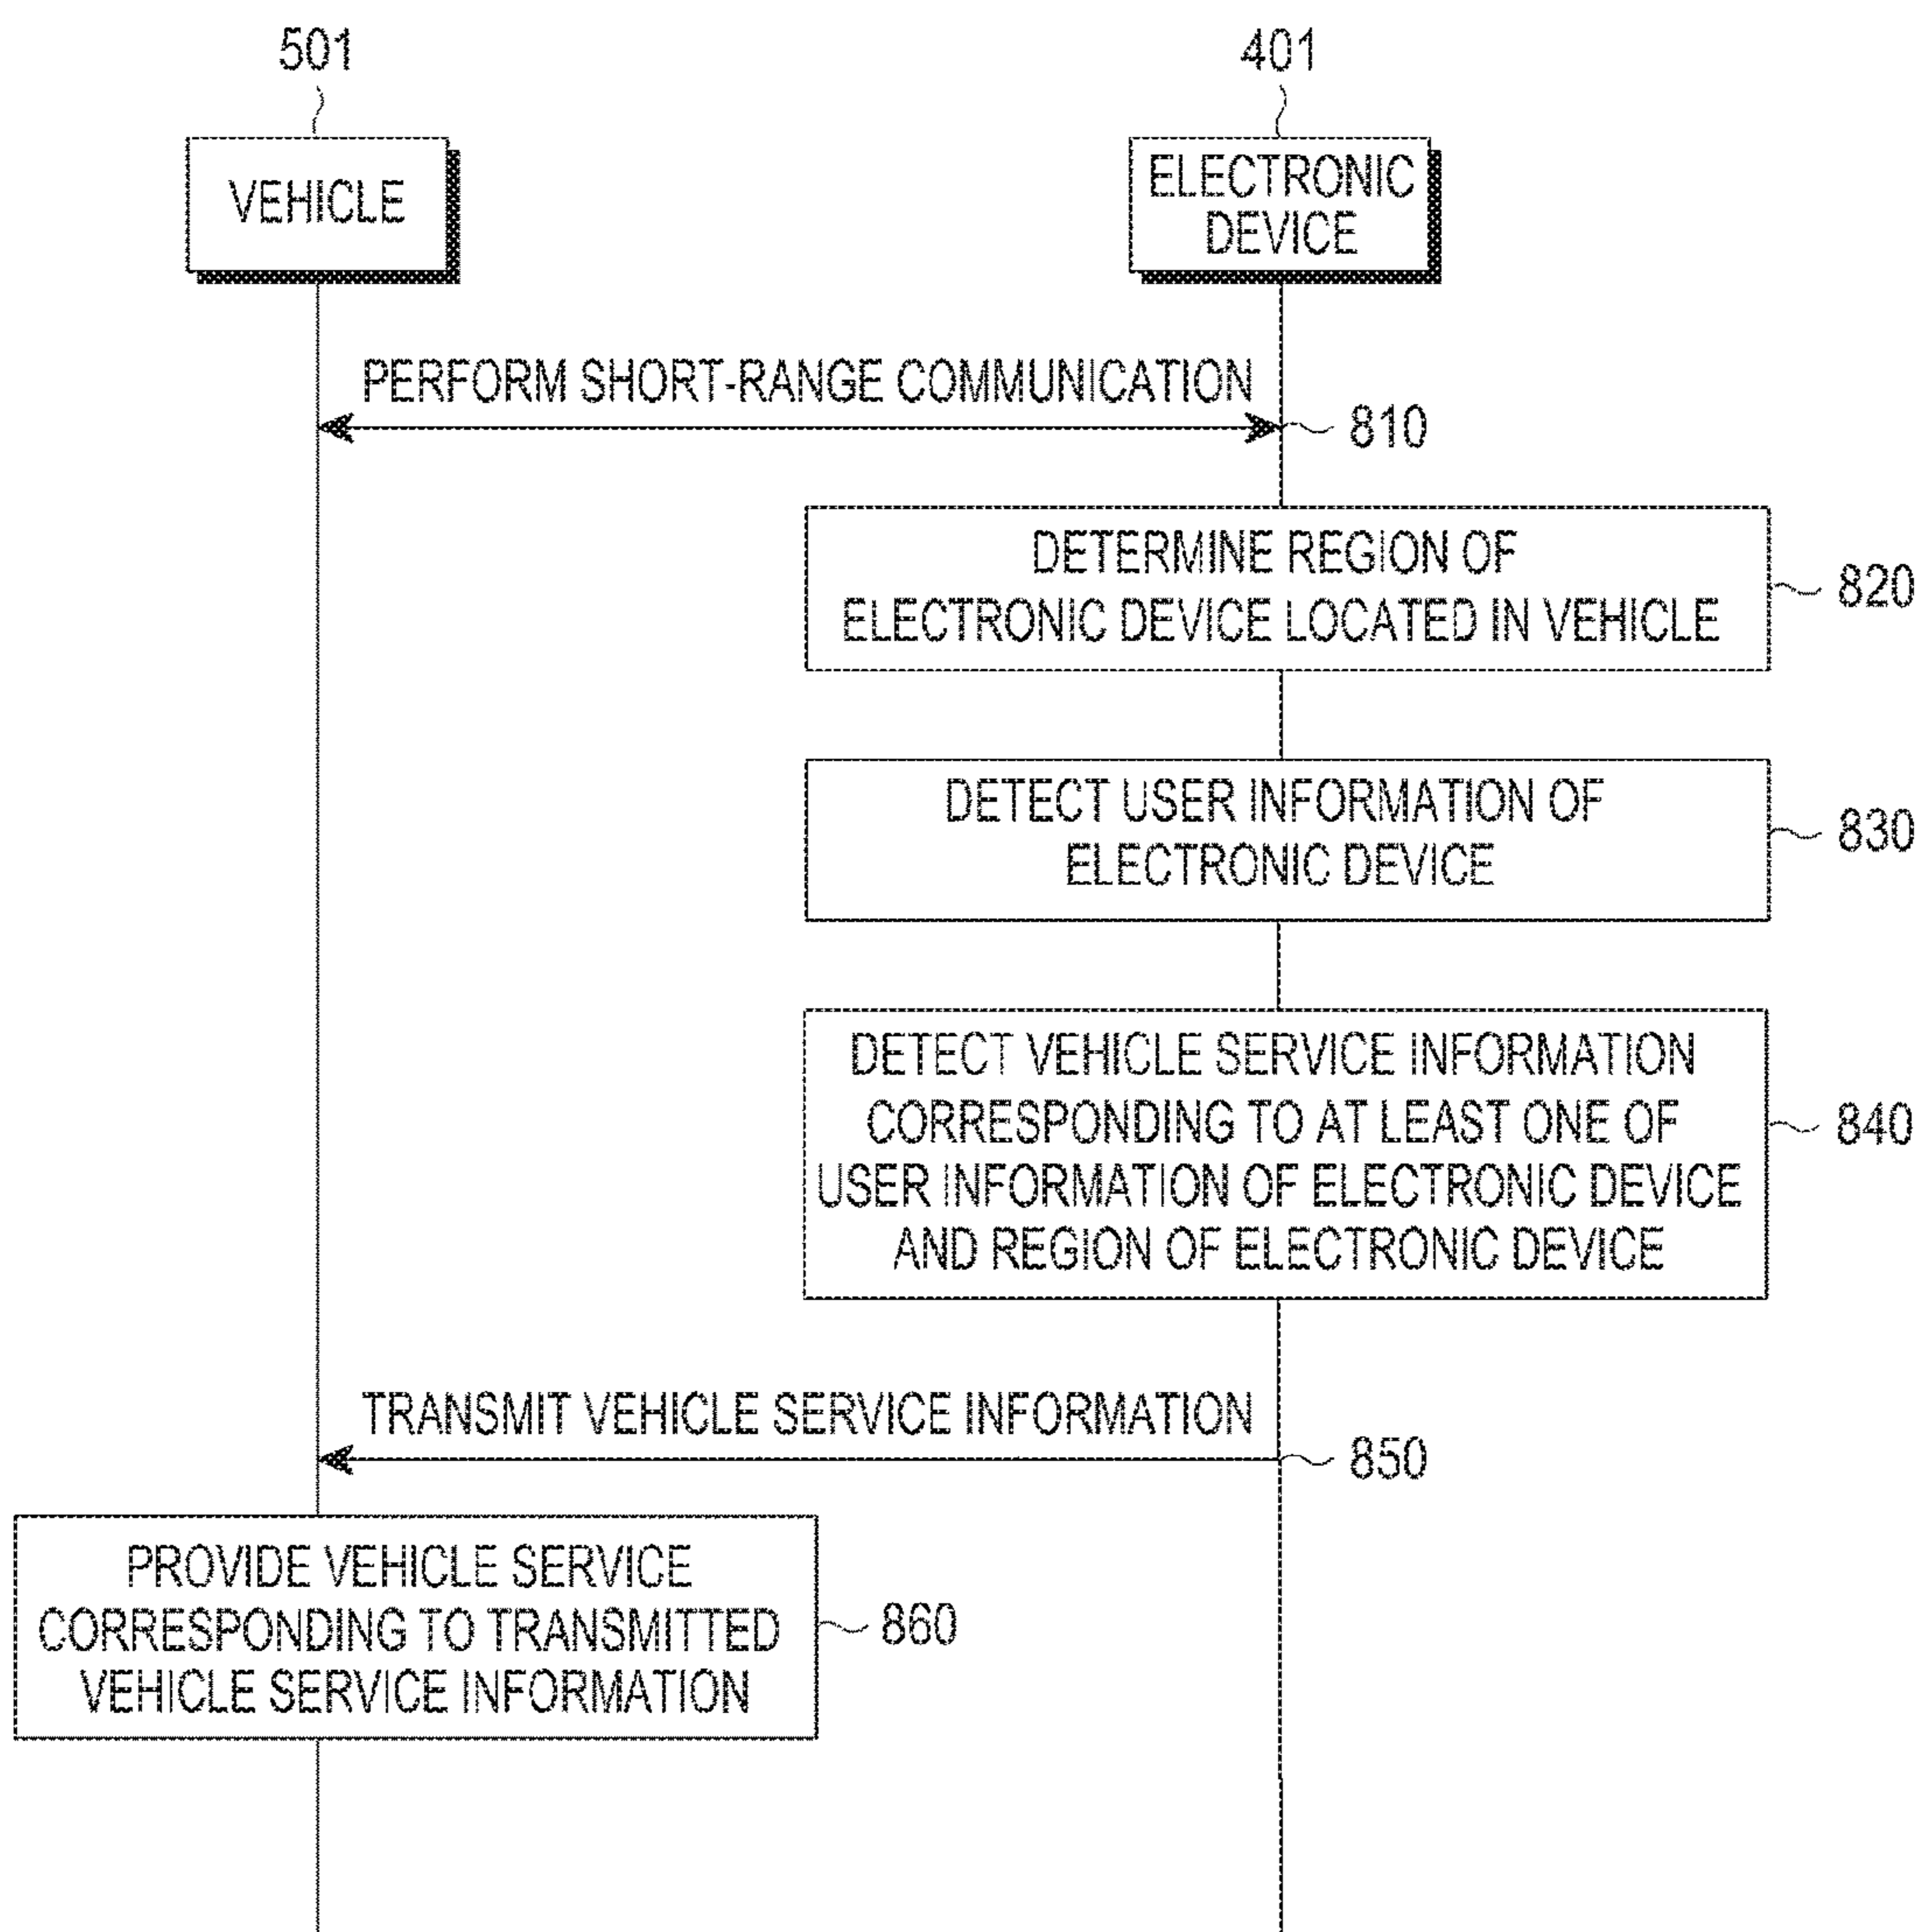 501
401
VEHICLE
ELECTRONIC
DEVICE
PERFORM SHORT-RANGE COMMUNICATION
810
DETERMINE REGION OF
ELECTRONIC DEVICE LOCATED IN VEHICLE
820
DETECT USER INFORMATION OF
ELECTRONIC DEVICE
830
DETECT VEHICLE SERVICE INFORMATION
CORRESPONDING TO AT LEAST ONE OF
USER INFORMATION OF ELECTRONIC DEVICE
AND REGION OF ELECTRONIC DEVICE
840
TRANSMIT VEHICLE SERVICE INFORMATION
850
PROVIDE VEHICLE SERVICE
CORRESPONDING TO TRANSMITTED
VEHICLE SERVICE INFORMATION
860